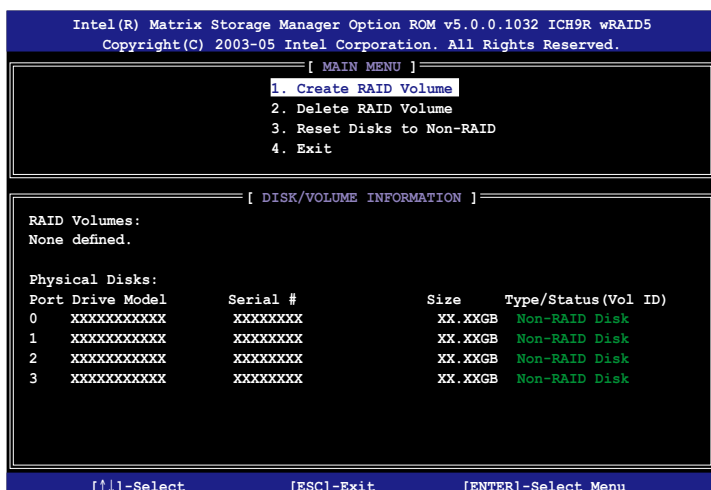 Intel(R) Matrix Storage Manager Option ROM v5.0.0.1032 ICH9R wRAID5
Copyright(C) 2003-05 Intel Corporation. All Rights Reserved.
[ MAIN MENU ]
1. Create RAID Volume
2. Delete RAID Volume
3. Reset Disks to Non-RAID
4. Exit
[ DISK/VOLUME INFORMATION ]
RAID Volumes:
None defined.
Physical Disks:
Port Drive Model Serial # Size Type/Status(Vol ID)
0 XXXXXXXXXXX XXXXXXXX XX.XXGB Non-RAID Disk
1 XXXXXXXXXXX XXXXXXXX XX.XXGB Non-RAID Disk
2 XXXXXXXXXXX XXXXXXXX XX.XXGB Non-RAID Disk
3 XXXXXXXXXXX XXXXXXXX XX.XXGB Non-RAID Disk
[↑↓]-Select [ESC]-Exit [ENTER]-Select Menu